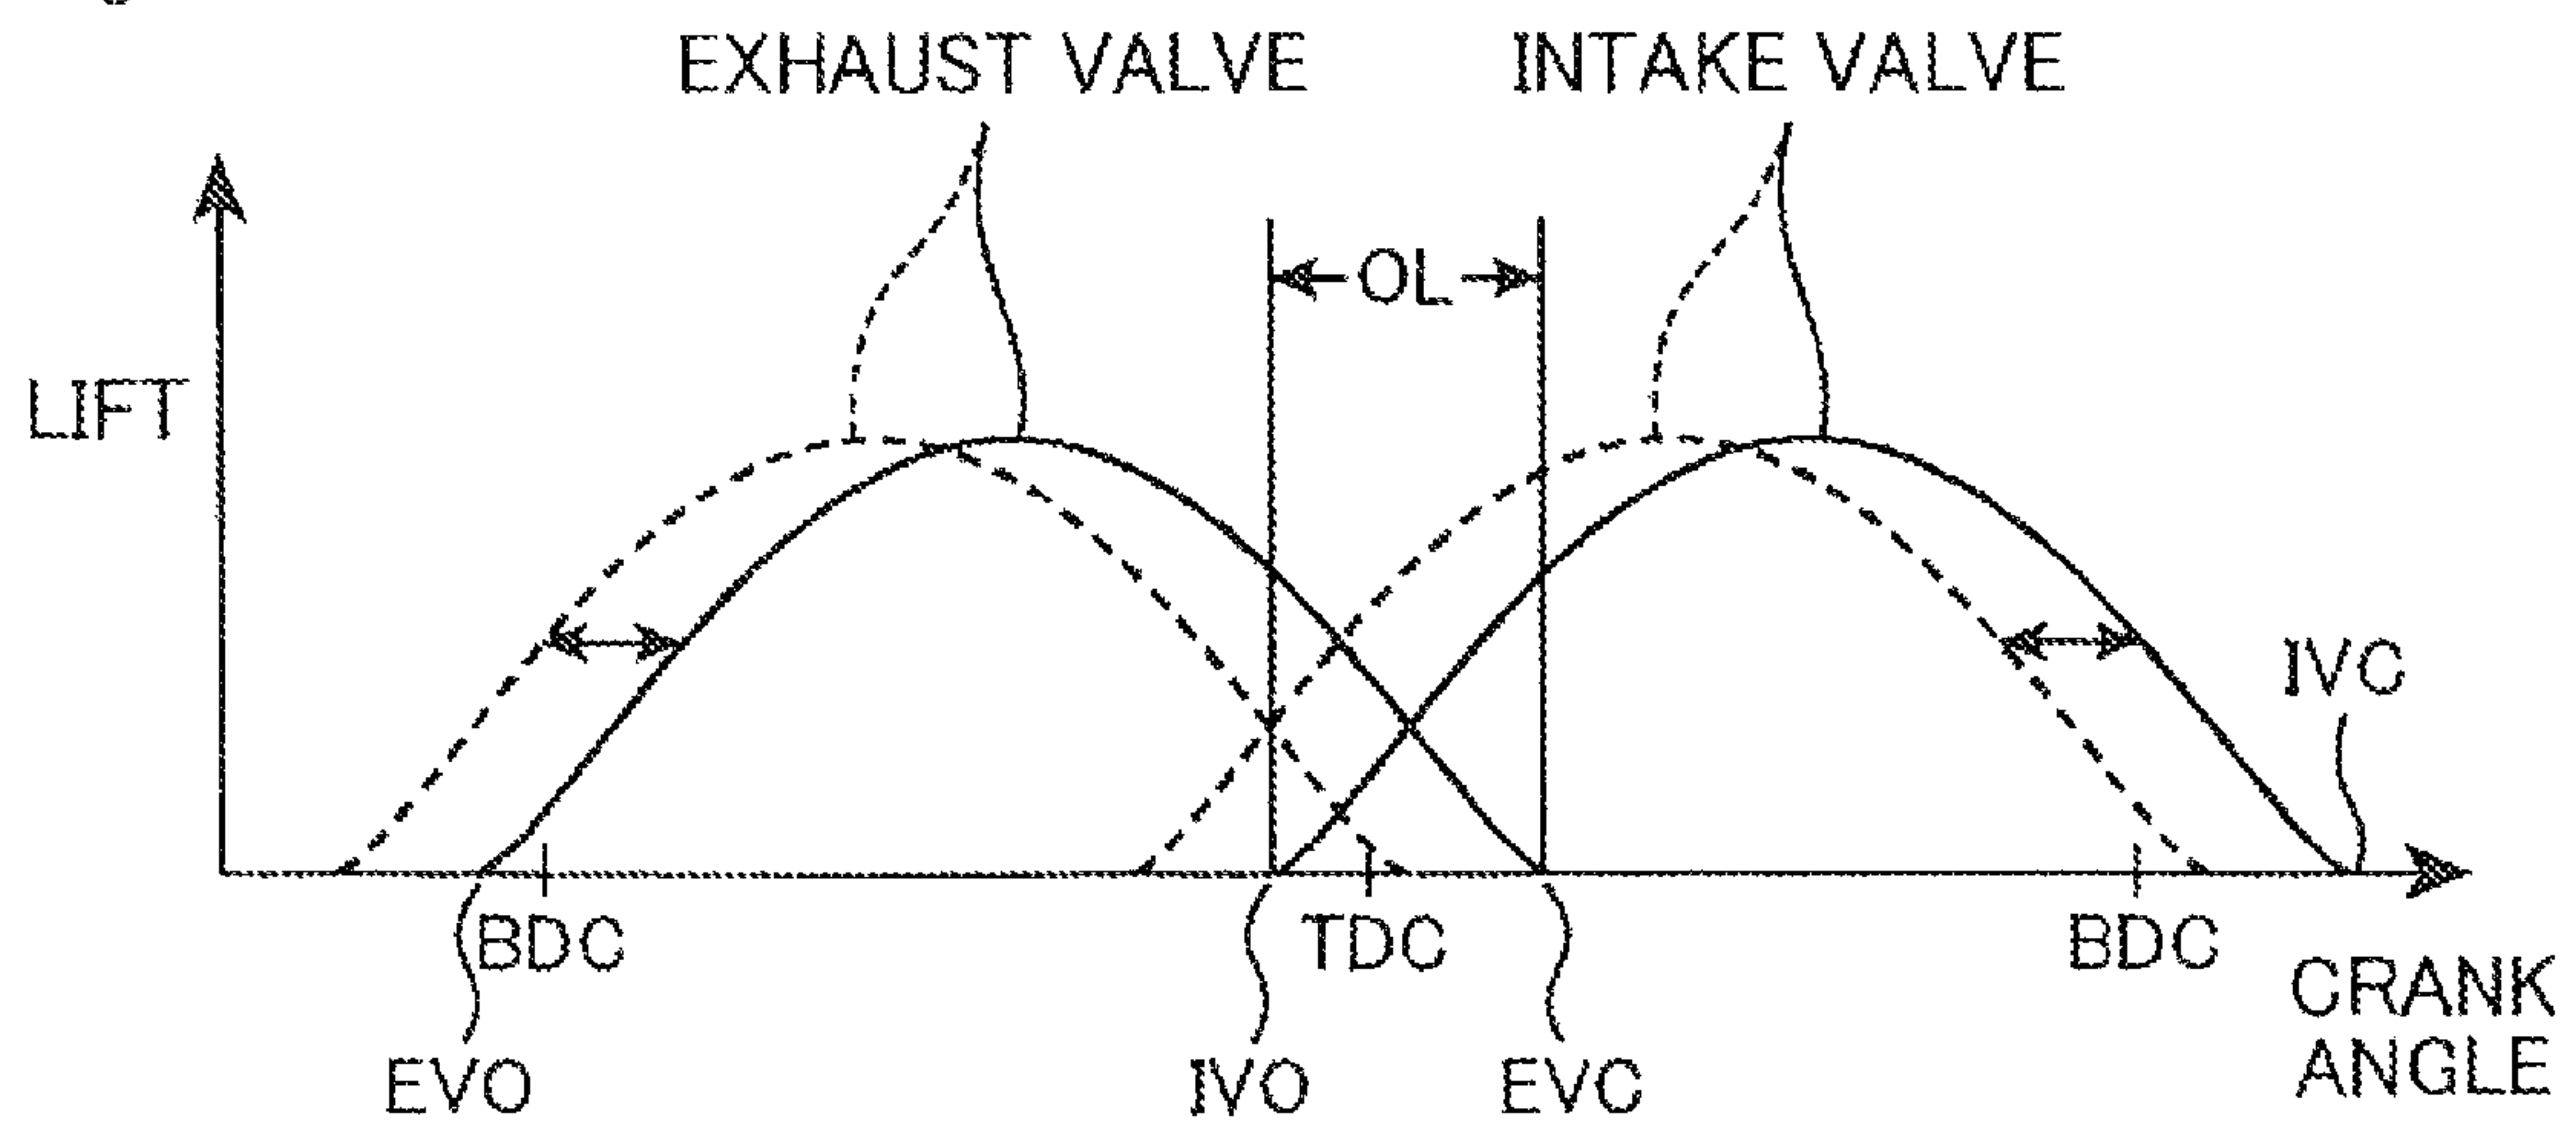 EXHAUST VALVE
INTAKE VALVE
OL
LIFT
IVC
BDC
TDC
BDC
CRANK
ANGLE
EVO
IVO
EVC